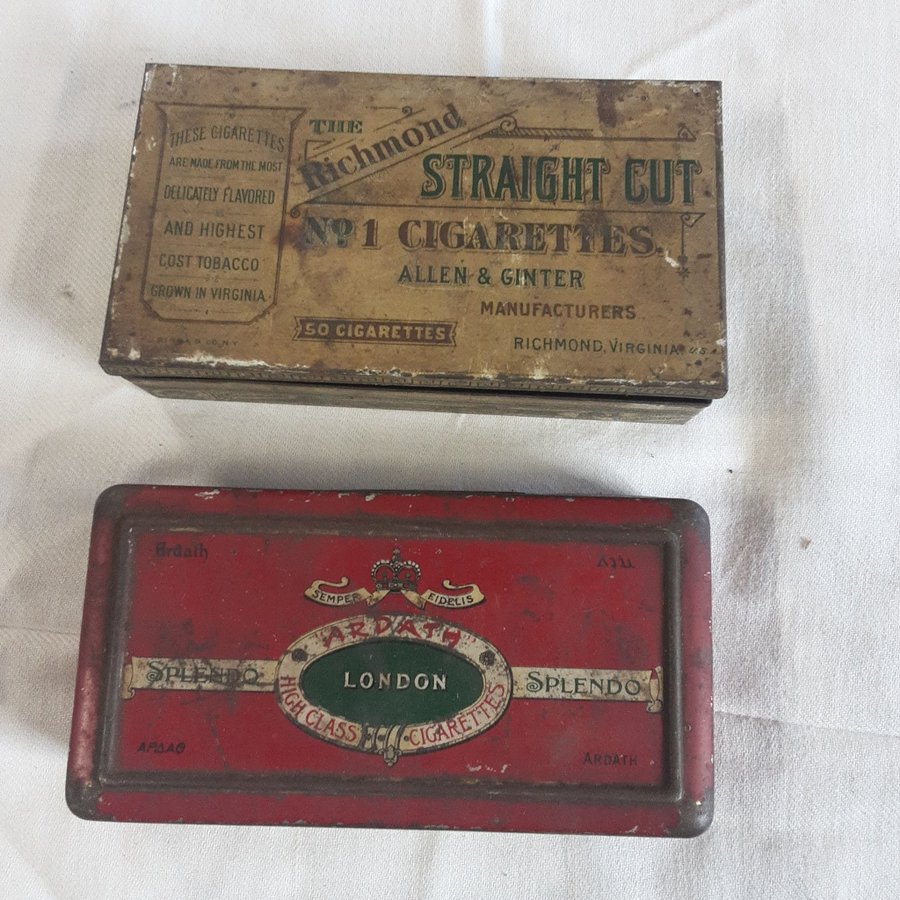 THESE CIGARETTES
ARE MADE FROM THE MOST
DELICATELY FLAVORED
AND HIGHEST
COST TOBACCO
GROWN IN VIRGINIA
THE
Richmond
STRAIGHT CUT
No 1 CIGARETTES.
ALLEN & GINTER
MANUFACTURERS
50 CIGARETTES
RICHMOND, VIRGINIA, U.S.A
Ardath
SEMPER FIDELIS
"ARDATH"
LONDON
HIGH CLASS CIGARETTES
SPLENDO
SPLENDO
ΑΡΔΑΘ
ARDATH